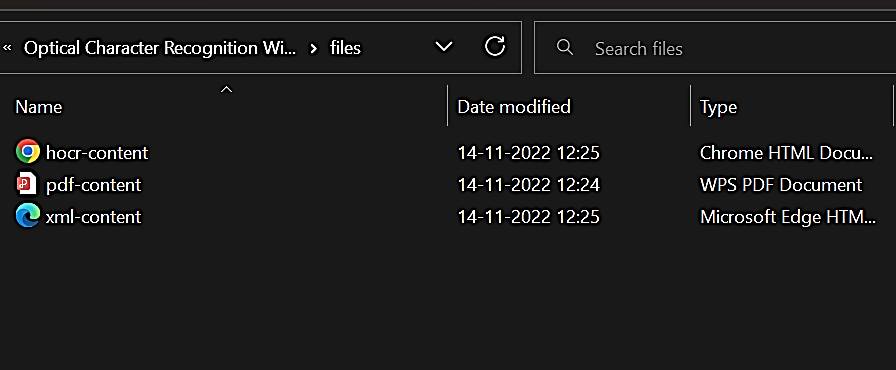 « Optical Character Recognition Wi... > files
Search files
Name Date modified Type
hocr-content 14-11-2022 12:25 Chrome HTML Docu...
pdf-content 14-11-2022 12:24 WPS PDF Document
xml-content 14-11-2022 12:25 Microsoft Edge HTM...